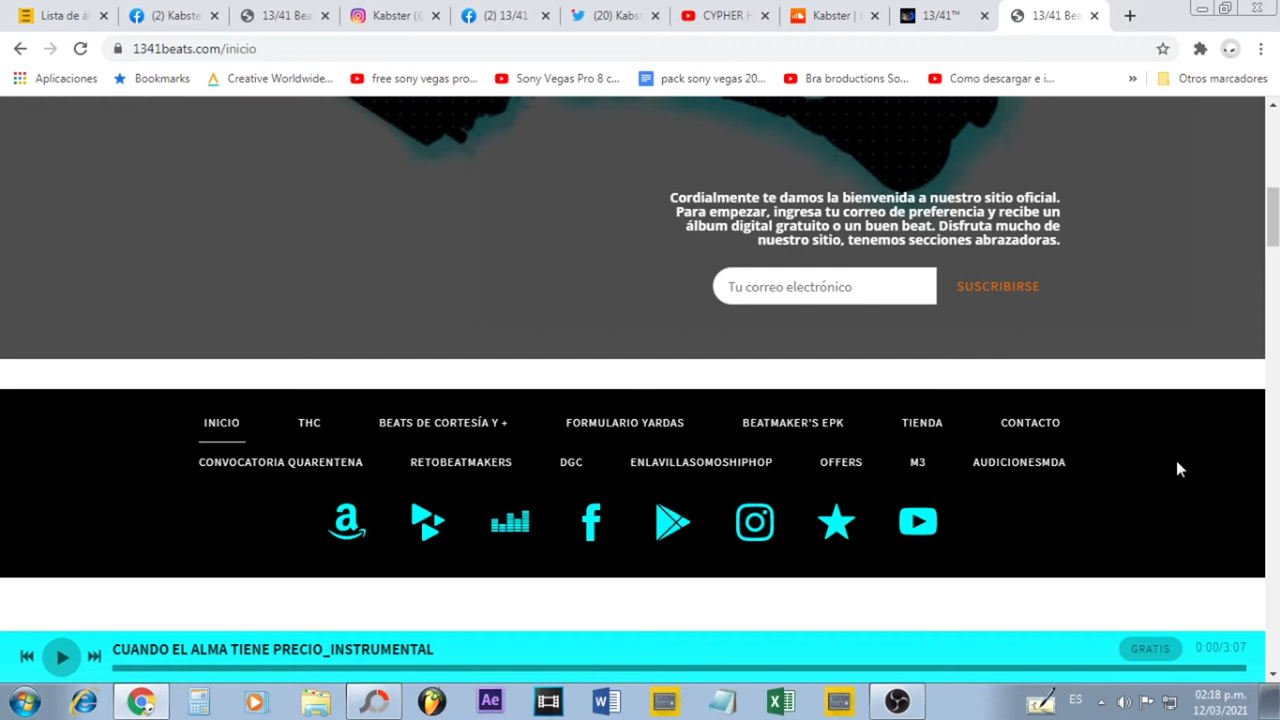 Lista de ál
(2) Kabste
13/41 Bea
Instagram (
(2) 13/41
(20) Kabs
CYPHER H
Kabster |
13/41™
13/41 Bea
1341beats.com/inicio
Aplicaciones
Bookmarks
Creative Worldwide...
free sony vegas pro...
Sony Vegas Pro 8 c...
pack sony vegas 20...
Bra broductions So...
Como descargar e i...
»
Otros marcadores
Cordialmente te damos la bienvenida a nuestro sitio oficial.
Para empezar, ingresa tu correo de preferencia y recibe un
álbum digital gratuito o un buen beat. Disfruta mucho de
nuestro sitio, tenemos secciones abrazadoras.
Tu correo electrónico
SUSCRIBIRSE
INICIO THC BEATS DE CORTESÍA Y + FORMULARIO YARDAS BEATMAKER'S EPK TIENDA CONTACTO
CONVOCATORIA QUARENTENA RETOBEATMAKERS DGC ENLAVILLASOMOSHIPHOP OFFERS M3 AUDICIONESMDA
CUANDO EL ALMA TIENE PRECIO_INSTRUMENTAL
GRATIS
0:00/3:07
ES
02:18 p.m.
12/03/2021